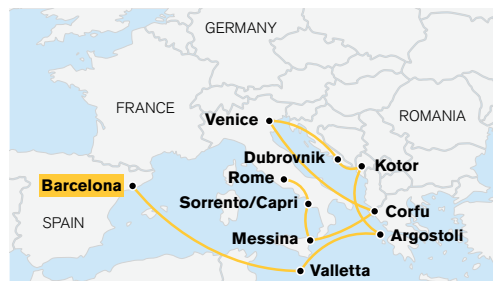 GERMANY
FRANCE
ROMANIA
Venice
Dubrovnik
Kotor
Rome
Barcelona
Sorrento/Capri
SPAIN
Corfu
Messina
Argostoli
Valletta